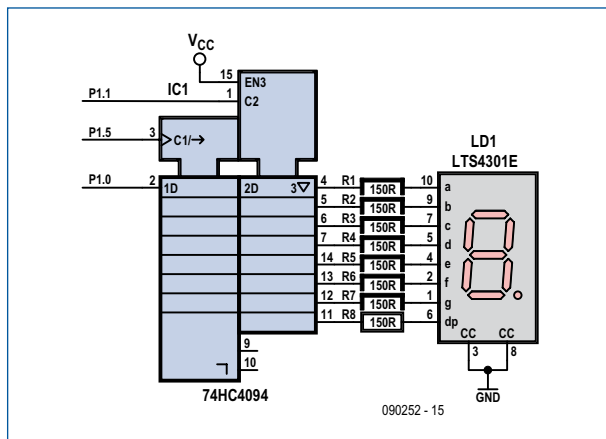 VCC
IC1
15
EN3
P1.1
1
C2
P1.5
3
C1/→
LD1
LTS4301E
P1.0
2
1D
2D
3▽
4 R1 150R 10 a
5 R2 150R 9 b
6 R3 150R 7 c
7 R4 150R 5 d
14 R5 150R 4 e
13 R6 150R 2 f
12 R7 150R 1 g
11 R8 150R 6 dp
CC CC
3 8
9
10
GND
74HC4094
090252 - 15